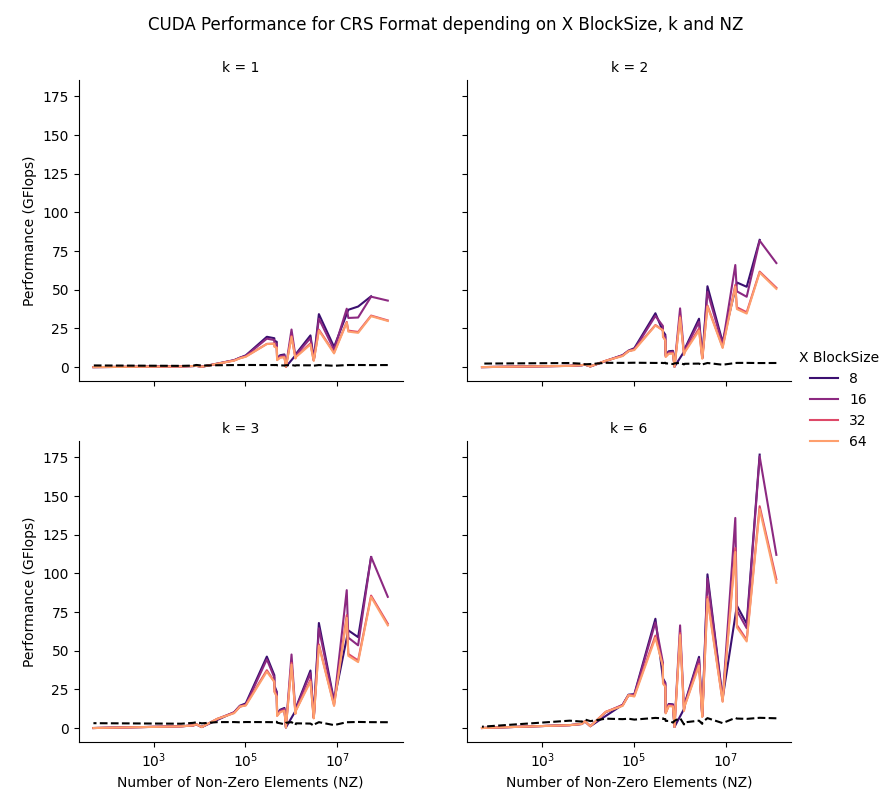 CUDA Performance for CRS Format depending on X BlockSize, k and NZ
k = 1
k = 2
175
150
125
100
75
50
25
0
Performance (GFlops)
X BlockSize
8
16
32
64
k = 3
k = 6
175
150
125
100
75
50
25
0
Performance (GFlops)
10³ 10⁵ 10⁷
10³ 10⁵ 10⁷
Number of Non-Zero Elements (NZ)
Number of Non-Zero Elements (NZ)